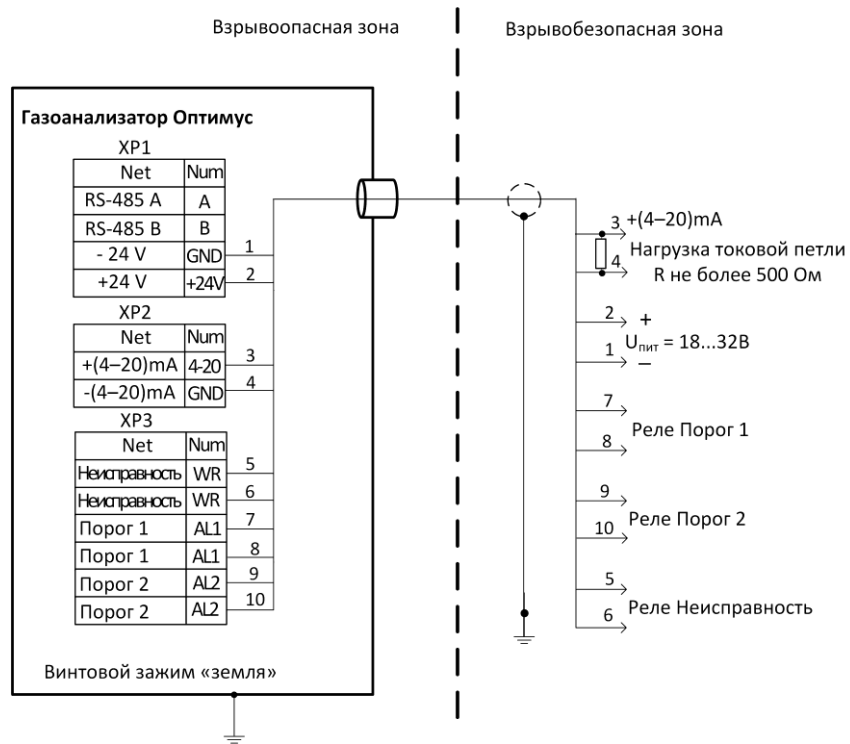 Взрывоопасная зона
Взрывобезопасная зона
Газоанализатор Оптимус
XP1
Net Num
RS-485 A A
RS-485 B B
- 24 V GND 1
+24 V +24V 2
XP2
Net Num
+(4–20)mA 4-20 3
-(4–20)mA GND 4
XP3
Net Num
Неисправность WR 5
Неисправность WR 6
Порог 1 AL1 7
Порог 1 AL1 8
Порог 2 AL2 9
Порог 2 AL2 10
Винтовой зажим «земля»
3 +(4–20)mA
Нагрузка токовой петли
4 R не более 500 Ом
2 +
Uпит = 18...32В
1 –
7
Реле Порог 1
8
9
Реле Порог 2
10
5
Реле Неисправность
6